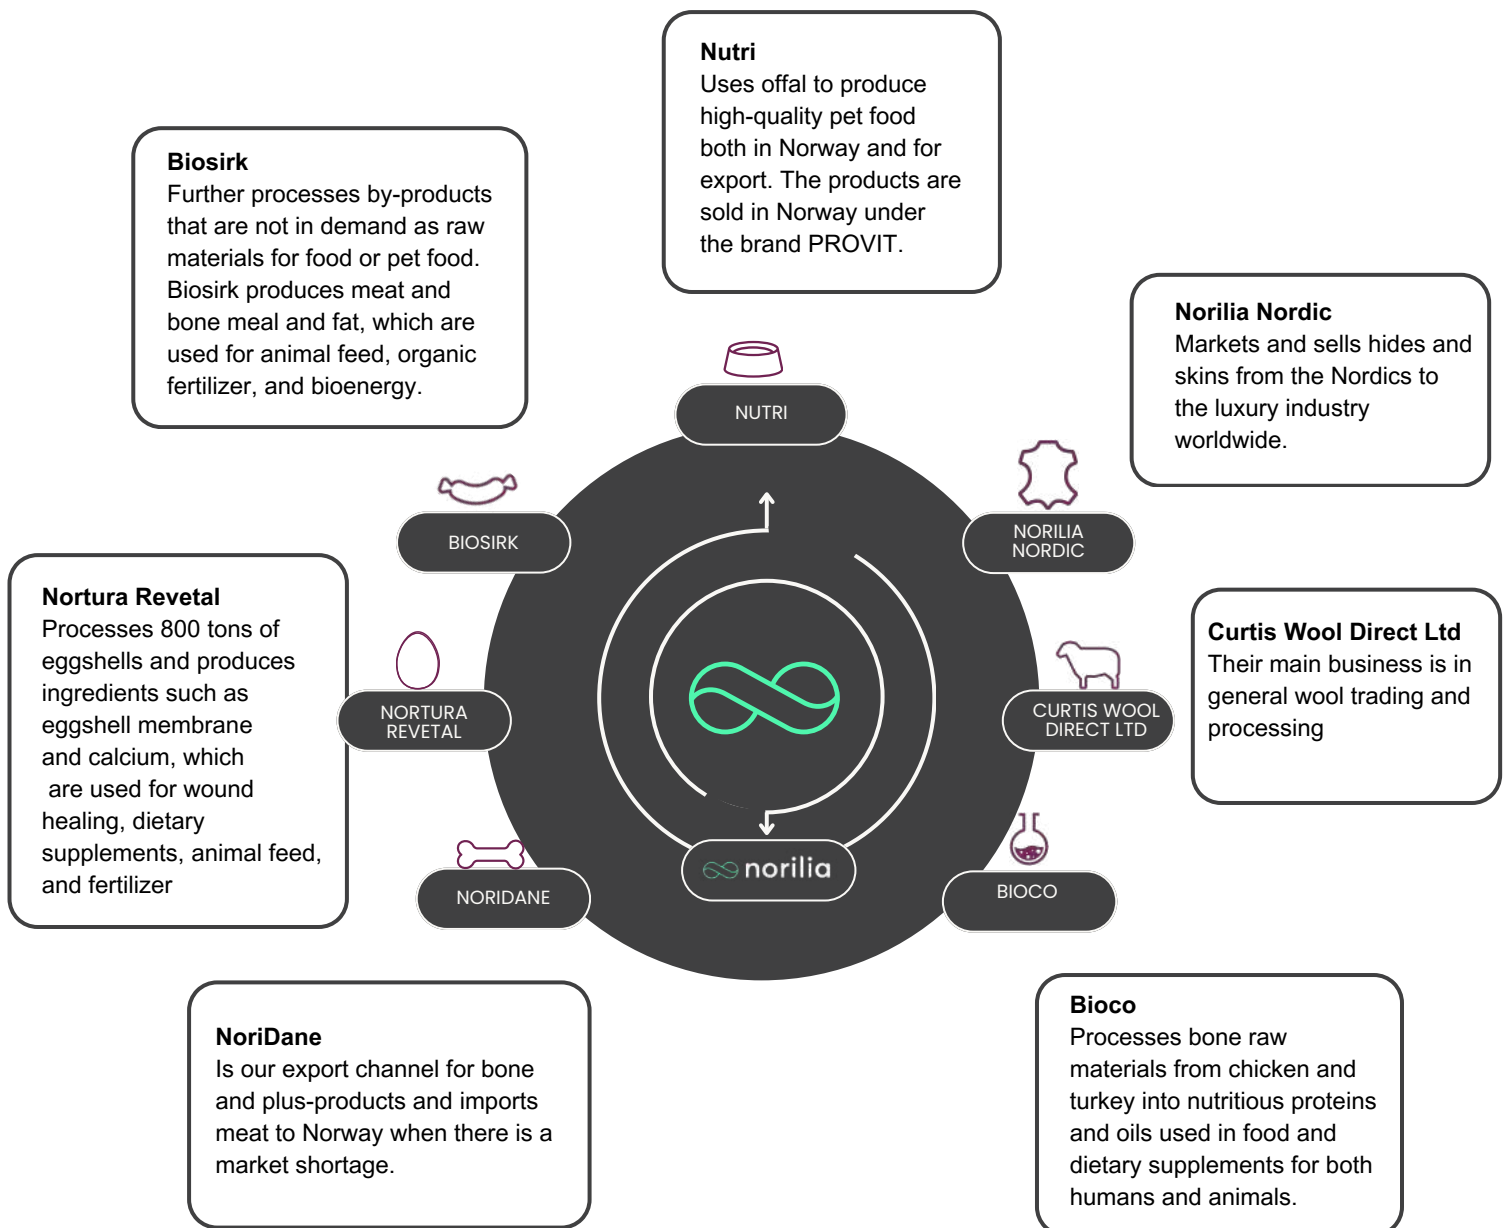 Nutri
Uses offal to produce
high-quality pet food
both in Norway and for
export. The products are
sold in Norway under
the brand PROVIT.
Biosirk
Further processes by-products
that are not in demand as raw
materials for food or pet food.
Biosirk produces meat and
bone meal and fat, which are
used for animal feed, organic
fertilizer, and bioenergy.
Norilia Nordic
Markets and sells hides and
skins from the Nordics to
the luxury industry
worldwide.
NUTRI
BIOSIRK
NORILIA
NORDIC
Nortura Revetal
Processes 800 tons of
eggshells and produces
ingredients such as
eggshell membrane
and calcium, which
are used for wound
healing, dietary
supplements, animal feed,
and fertilizer
NORTURA
REVETAL
CURTIS WOOL
DIRECT LTD
Curtis Wool Direct Ltd
Their main business is in
general wool trading and
processing
NORIDANE
norilia
BIOCO
NoriDane
Is our export channel for bone
and plus-products and imports
meat to Norway when there is a
market shortage.
Bioco
Processes bone raw
materials from chicken and
turkey into nutritious proteins
and oils used in food and
dietary supplements for both
humans and animals.